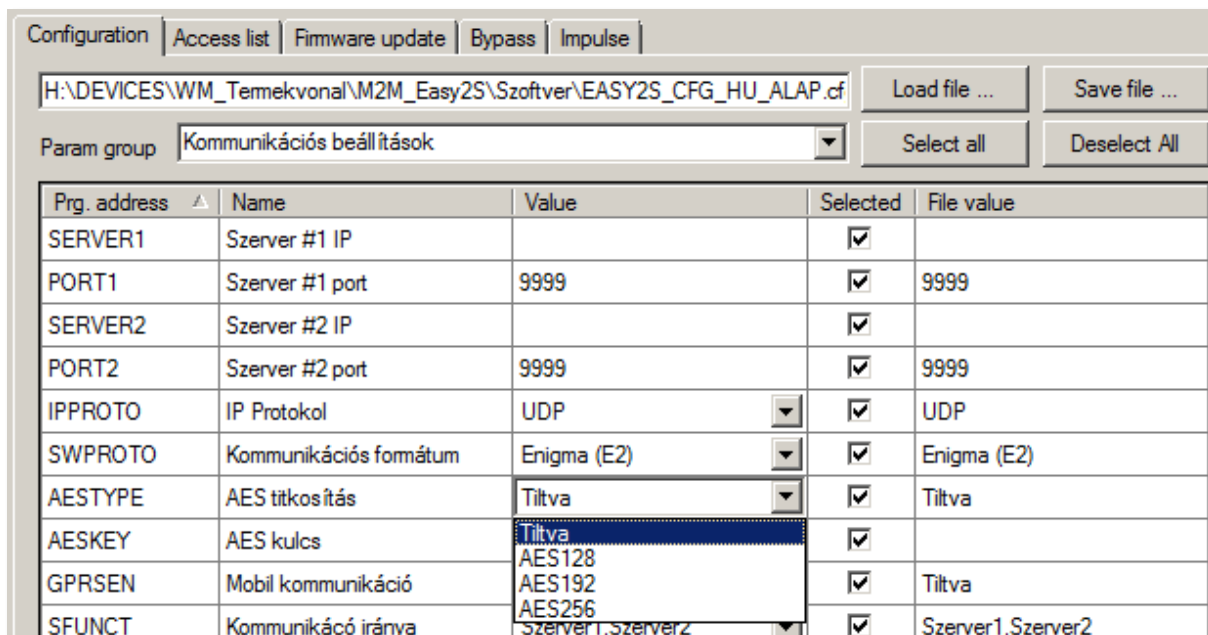 Configuration Access list Firmware update Bypass Impulse
H:\DEVICES\WM_Termekvonal\M2M_Easy2S\Szoftver\EASY2S_CFG_HU_ALAP.cf Load file ... Save file ...
Param group Kommunikációs beállítások Select all Deselect All
Prg. address Name Value Selected File value
SERVER1 Szerver #1 IP
PORT1 Szerver #1 port 9999 9999
SERVER2 Szerver #2 IP
PORT2 Szerver #2 port 9999 9999
IPPROTO IP Protokol UDP UDP
SWPROTO Kommunikációs formátum Enigma (E2) Enigma (E2)
AESTYPE AES titkosítás Tiltva Tiltva
Tiltva
AESKEY AES kulcs
AES128
GPRSEN Mobil kommunikáció AES192 Tiltva
AES256
SFUNCT Kommunikácó iránya Szerver1,Szerver2 Szerver1,Szerver2